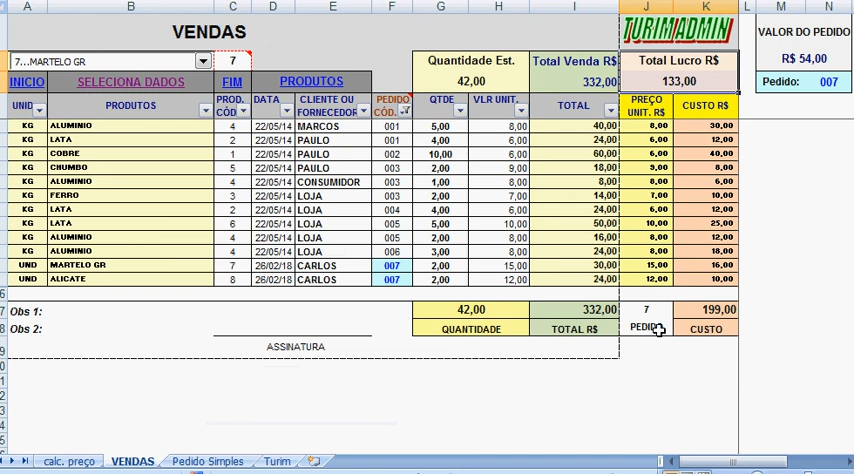 A B C D E F G H I J K L M N
VENDAS TURIM ADMIN VALOR DO PEDIDO
7...MARTELO GR 7 Quantidade Est. Total Venda R$ Total Lucro R$ R$ 54,00
INICIO SELECIONA DADOS FIM PRODUTOS 42,00 332,00 133,00 Pedido: 007
UNID PRODUTOS PROD. CÓD DATA CLIENTE OU FORNECEDOR PEDIDO CÓD. QTDE VLR UNIT. TOTAL PREÇO UNIT. R$ CUSTO R$
KG ALUMINIO 4 22/05/14 MARCOS 001 5,00 8,00 40,00 8,00 30,00
KG LATA 2 22/05/14 PAULO 001 4,00 6,00 24,00 6,00 12,00
KG COBRE 1 22/05/14 PAULO 002 10,00 6,00 60,00 6,00 40,00
KG CHUMBO 5 22/05/14 PAULO 003 2,00 9,00 18,00 9,00 8,00
KG ALUMINIO 4 22/05/14 CONSUMIDOR 003 1,00 8,00 8,00 8,00 6,00
KG FERRO 3 22/05/14 LOJA 003 2,00 7,00 14,00 7,00 10,00
KG LATA 2 22/05/14 LOJA 004 4,00 6,00 24,00 6,00 12,00
KG LATA 6 22/05/14 LOJA 005 5,00 10,00 50,00 10,00 25,00
KG ALUMINIO 4 22/05/14 LOJA 005 2,00 8,00 16,00 8,00 12,00
KG ALUMINIO 4 22/05/14 LOJA 006 3,00 8,00 24,00 8,00 18,00
UND MARTELO GR 7 26/02/18 CARLOS 007 2,00 15,00 30,00 15,00 16,00
UND ALICATE 8 26/02/18 CARLOS 007 2,00 12,00 24,00 12,00 10,00
6
7 Obs 1: 42,00 332,00 7 199,00
8 Obs 2: QUANTIDADE TOTAL R$ PEDIDO CUSTO
9 ASSINATURA
0
1
2
3
4
5
calc. preço VENDAS Pedido Simples Turim